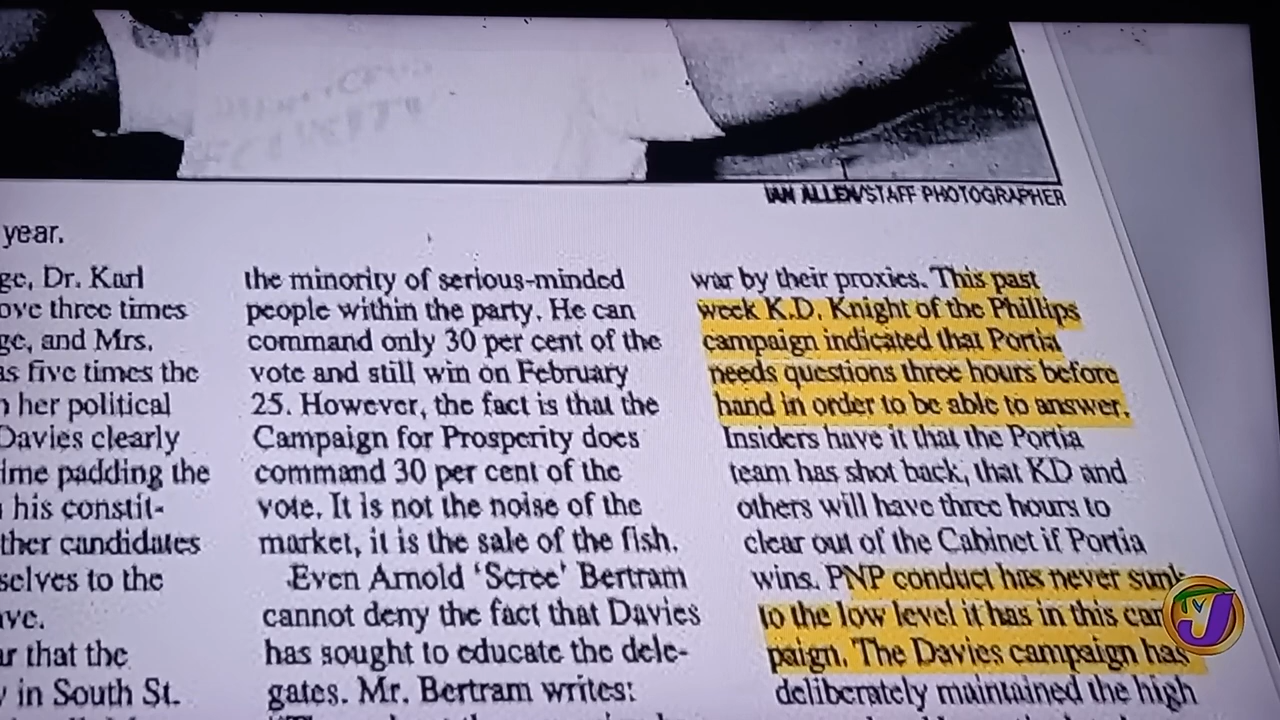 IAN ALLEN/STAFF PHOTOGRAPHER
year.
ge, Dr. Karl
ove three times
ge, and Mrs.
as five times the
n her political
Davies clearly
ime padding the
n his constit-
ther candidates
selves to the
ave.
ar that the
y in South St.
the minority of serious-minded
people within the party. He can
command only 30 per cent of the
vote and still win on February
25. However, the fact is that the
Campaign for Prosperity does
command 30 per cent of the
vote. It is not the noise of the
market, it is the sale of the fish.
Even Arnold ‘Scree’ Bertram
cannot deny the fact that Davies
has sought to educate the dele-
gates. Mr. Bertram writes:
war by their proxies. This past
week K.D. Knight of the Phillips
campaign indicated that Portia
needs questions three hours before
hand in order to be able to answer.
Insiders have it that the Portia
team has shot back, that KD and
others will have three hours to
clear out of the Cabinet if Portia
wins. PNP conduct has never sunk
to the low level it has in this cam
paign. The Davies campaign has
deliberately maintained the high
TVJ